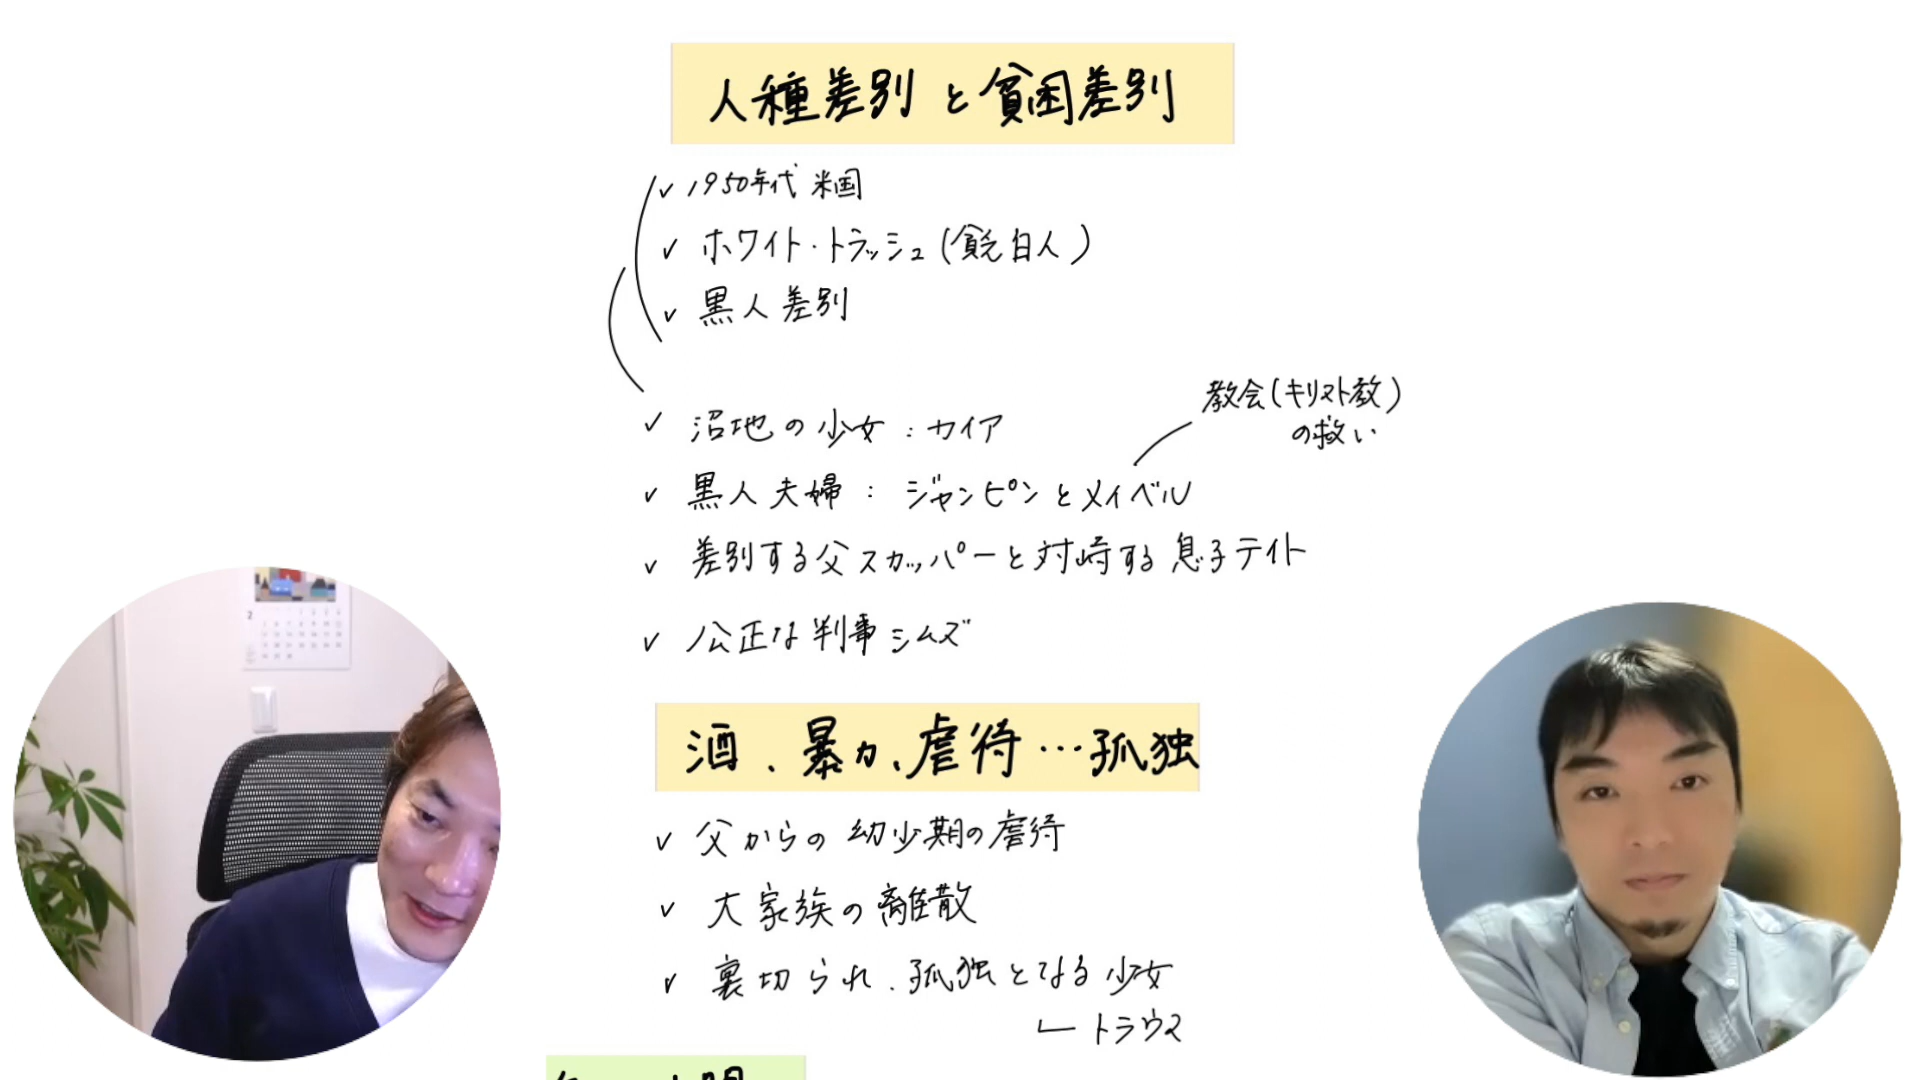 人種差別と貧困差別
✓ 1950年代 米国
✓ ホワイト・トラッシュ(貧乏白人)
✓ 黒人差別
教会(キリスト教)
の救い
✓ 沼地の少女:カイア
✓ 黒人夫婦:ジャンピンとメイベル
✓ 差別する父スカッパーと対峙する息子テイト
✓ 公正な判事シムズ
酒、暴力、虐待…孤独
✓ 父からの幼少期の虐待
✓ 大家族の離散
✓ 裏切られ、孤独となる少女
トラウマ